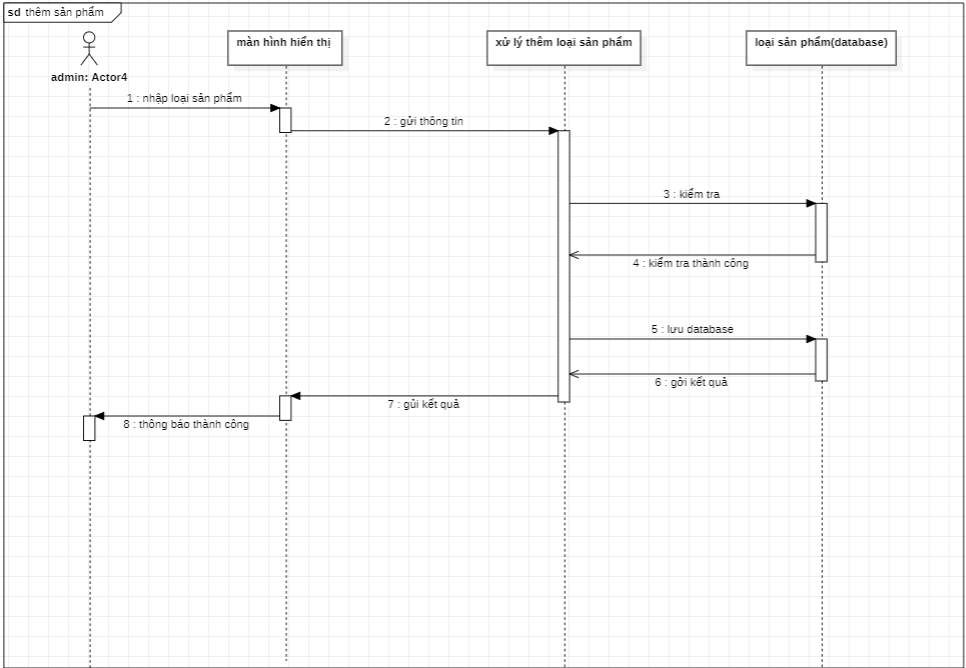 sd thêm sản phẩm
admin: Actor4
màn hình hiển thị
xử lý thêm loại sản phẩm
loại sản phẩm(database)
1 : nhập loại sản phẩm
2 : gửi thông tin
3 : kiểm tra
4 : kiểm tra thành công
5 : lưu database
6 : gởi kết quả
7 : gủi kết quả
8 : thông báo thành công